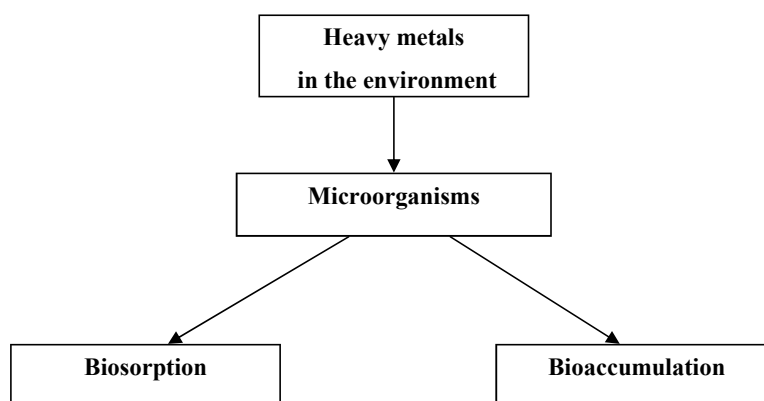 Heavy metals
in the environment
Microorganisms
Biosorption
Bioaccumulation